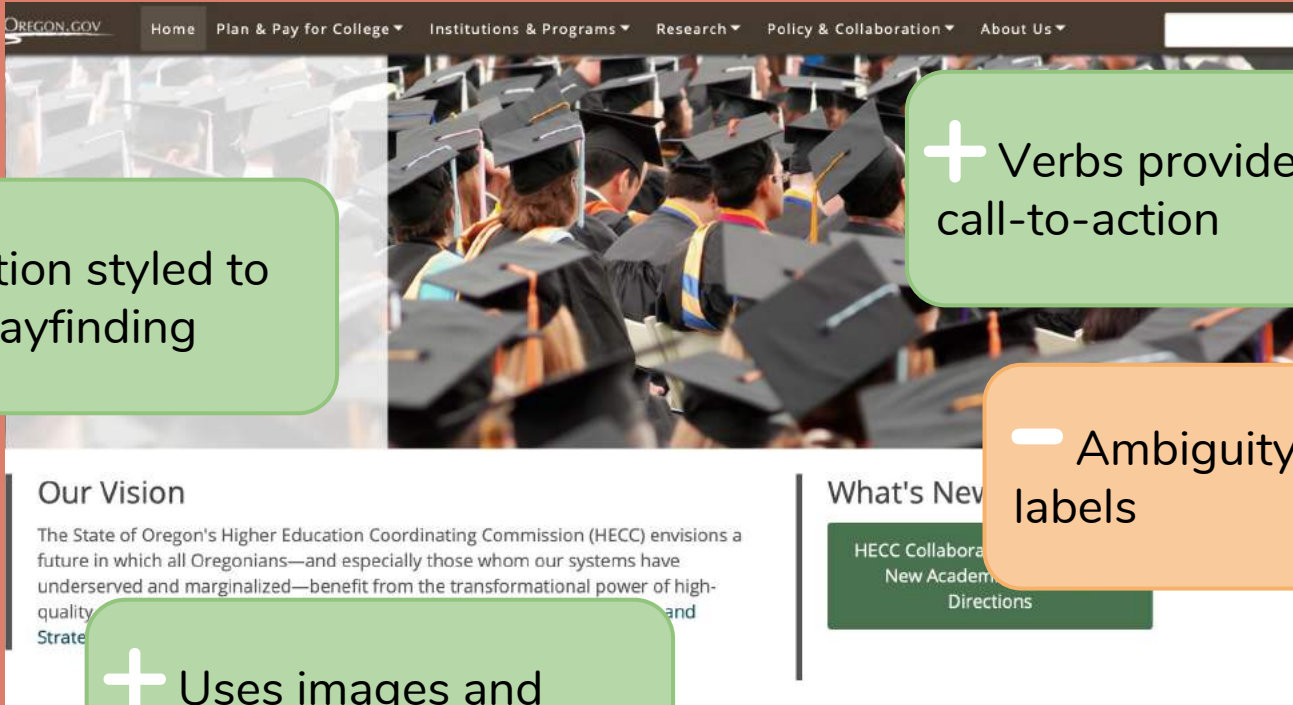 OREGON.GOV Home Plan & Pay for College Institutions & Programs Research Policy & Collaboration About Us
+ Verbs provide
call-to-action
tion styled to
ayfinding
- Ambiguity
labels
Our Vision
The State of Oregon's Higher Education Coordinating Commission (HECC) envisions a
future in which all Oregonians—and especially those whom our systems have
underserved and marginalized—benefit from the transformational power of high-
quality and
Strate
What's New
HECC Collabora
New Academ
Directions
+ Uses images and